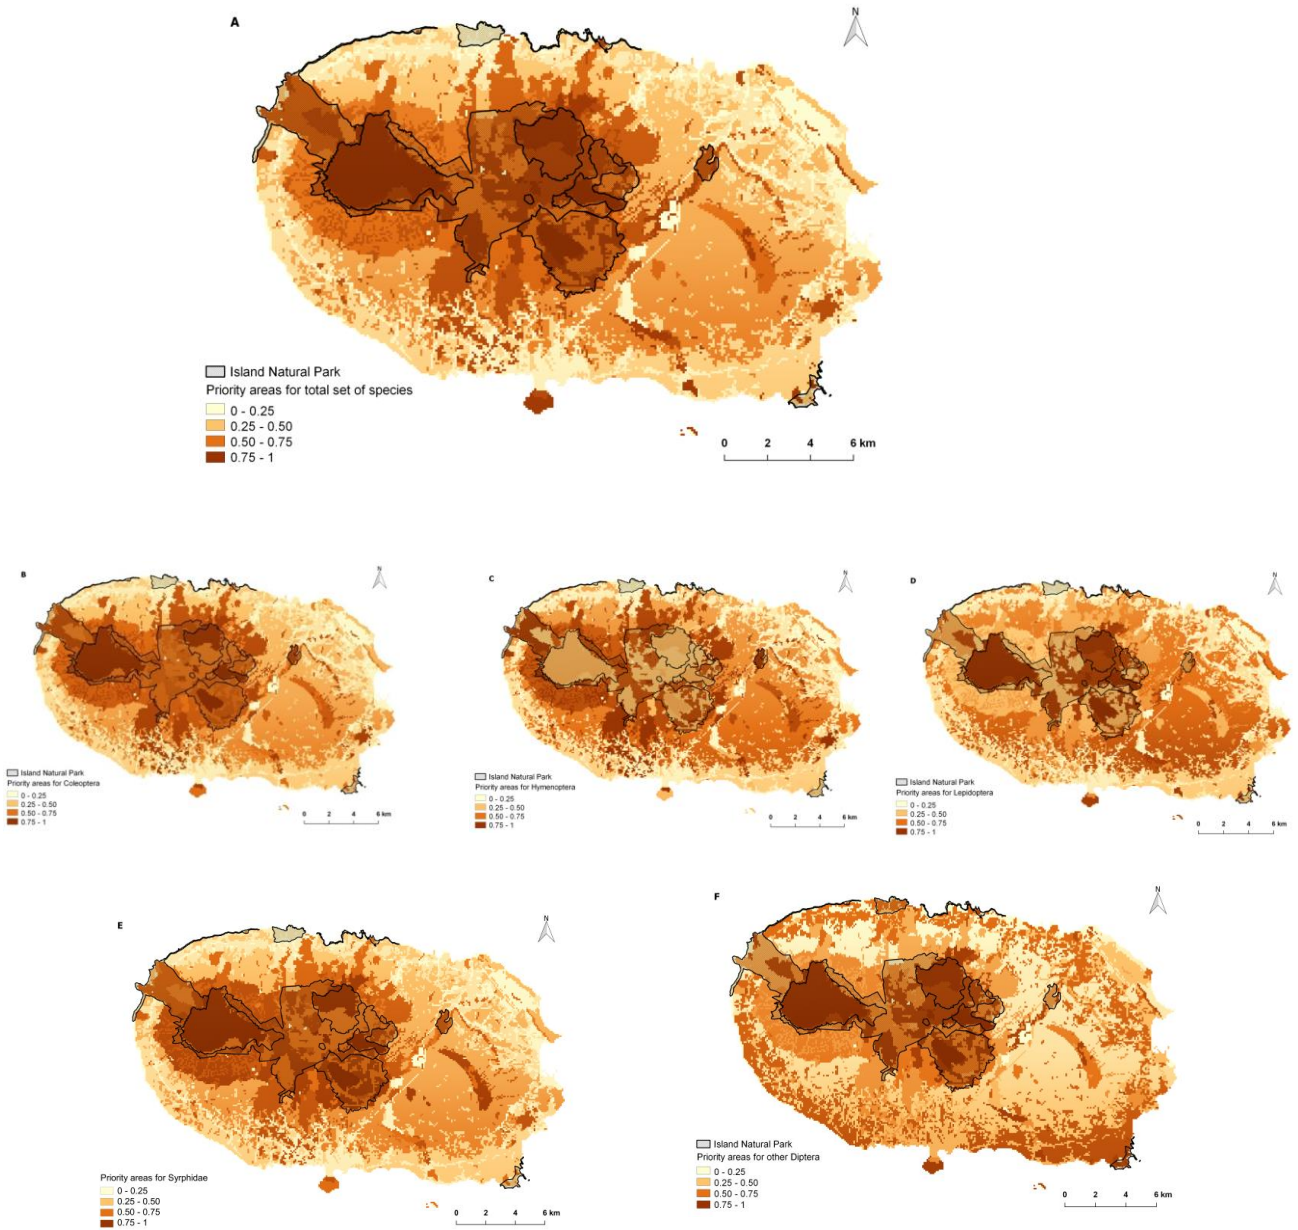 A
N
Island Natural Park
Priority areas for total set of species
0 - 0.25
0.25 - 0.50
0.50 - 0.75
0.75 - 1
0 2 4 6 km
B
N
Island Natural Park
Priority areas for Coleoptera
0 - 0.25
0.25 - 0.50
0.50 - 0.75
0.75 - 1
0 2 4 6 km
C
N
Island Natural Park
Priority areas for Hymenoptera
0 - 0.25
0.25 - 0.50
0.50 - 0.75
0.75 - 1
0 2 4 6 km
D
N
Island Natural Park
Priority areas for Lepidoptera
0 - 0.25
0.25 - 0.50
0.50 - 0.75
0.75 - 1
0 2 4 6 km
E
N
Priority areas for Syrphidae
0 - 0.25
0.25 - 0.50
0.50 - 0.75
0.75 - 1
0 2 4 6 km
F
N
Island Natural Park
Priority areas for other Diptera
0 - 0.25
0.25 - 0.50
0.50 - 0.75
0.75 - 1
0 2 4 6 km